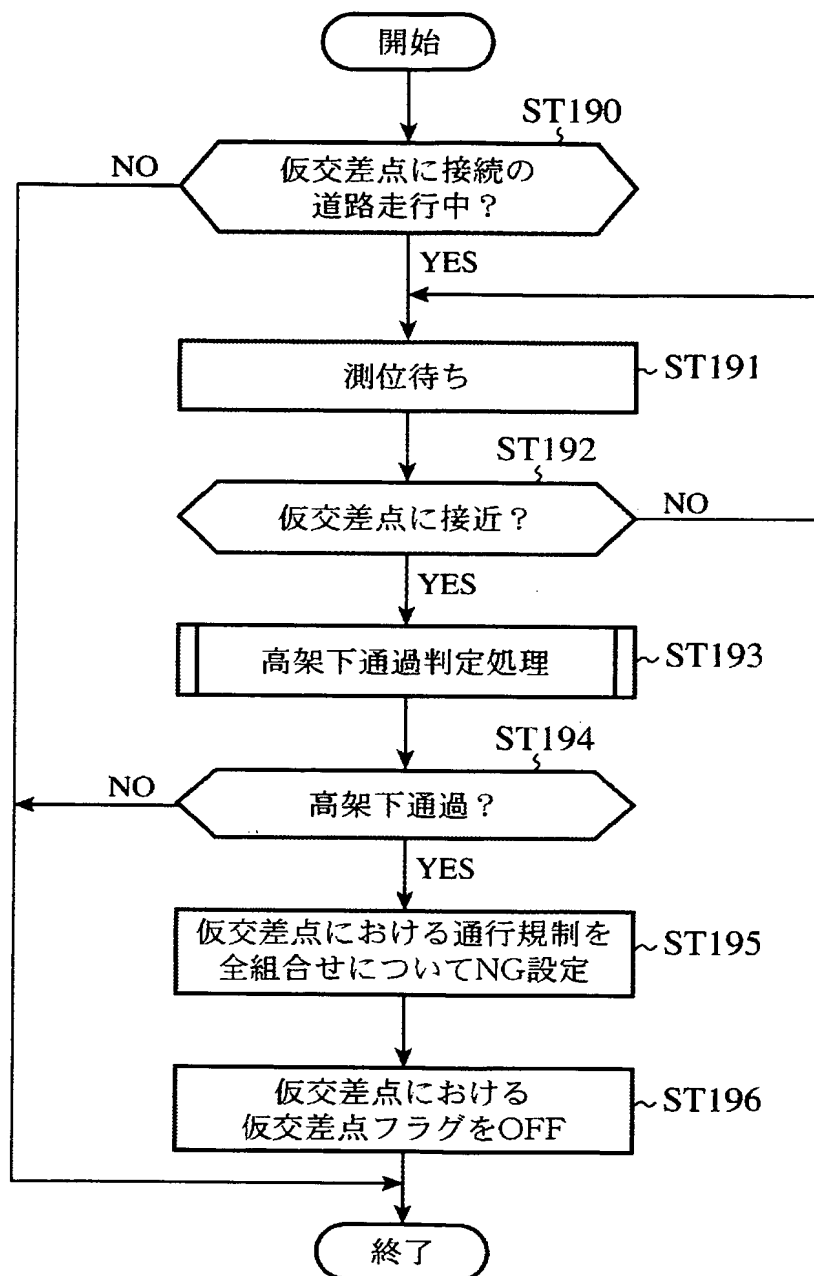 開始
ST190
NO
仮交差点に接続の
道路走行中？
YES
測位待ち
ST191
ST192
仮交差点に接近？
NO
YES
高架下通過判定処理
ST193
ST194
NO
高架下通過？
YES
仮交差点における通行規制を
全組合せについてNG設定
ST195
仮交差点における
仮交差点フラグをOFF
ST196
終了